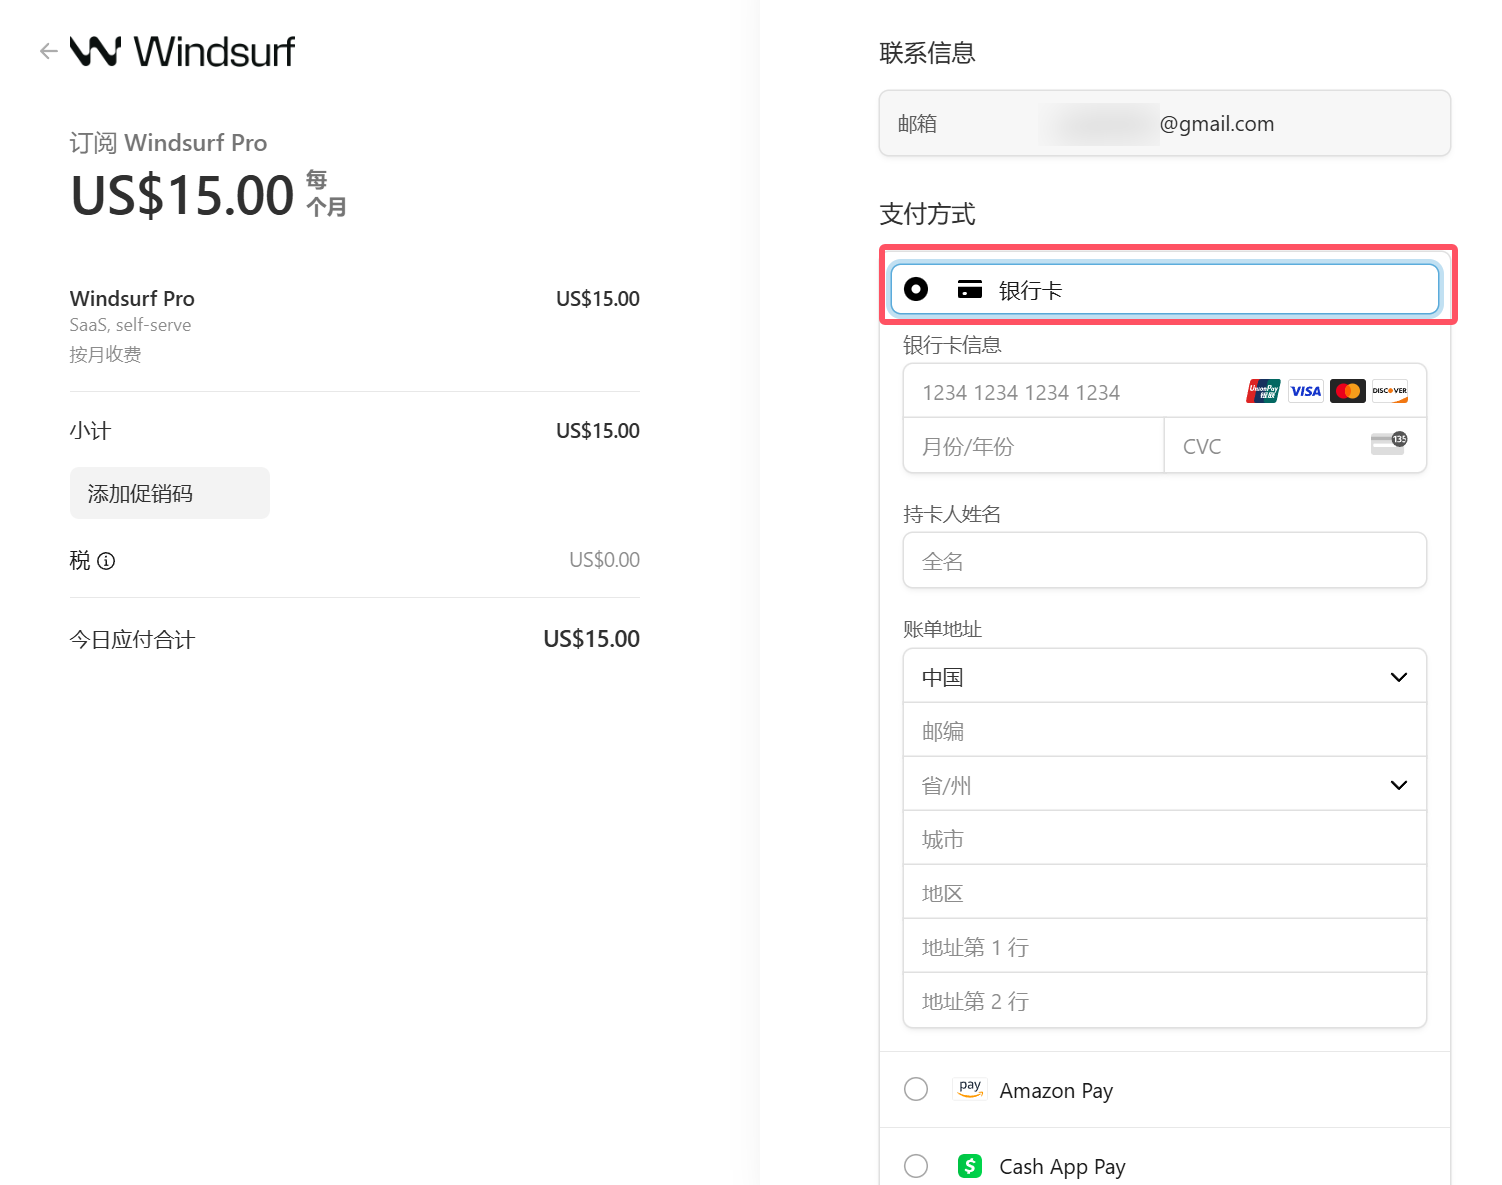 Windsurf
订阅 Windsurf Pro
US$15.00 每个月
Windsurf Pro US$15.00
SaaS, self-serve
按月收费
小计 US$15.00
添加促销码
税 US$0.00
今日应付合计 US$15.00
联系信息
邮箱 @gmail.com
支付方式
银行卡
银行卡信息
1234 1234 1234 1234 UnionPay 银联 VISA DISCOVER
月份/年份 CVC 135
持卡人姓名
全名
账单地址
中国
邮编
省/州
城市
地区
地址第 1 行
地址第 2 行
pay Amazon Pay
$ Cash App Pay